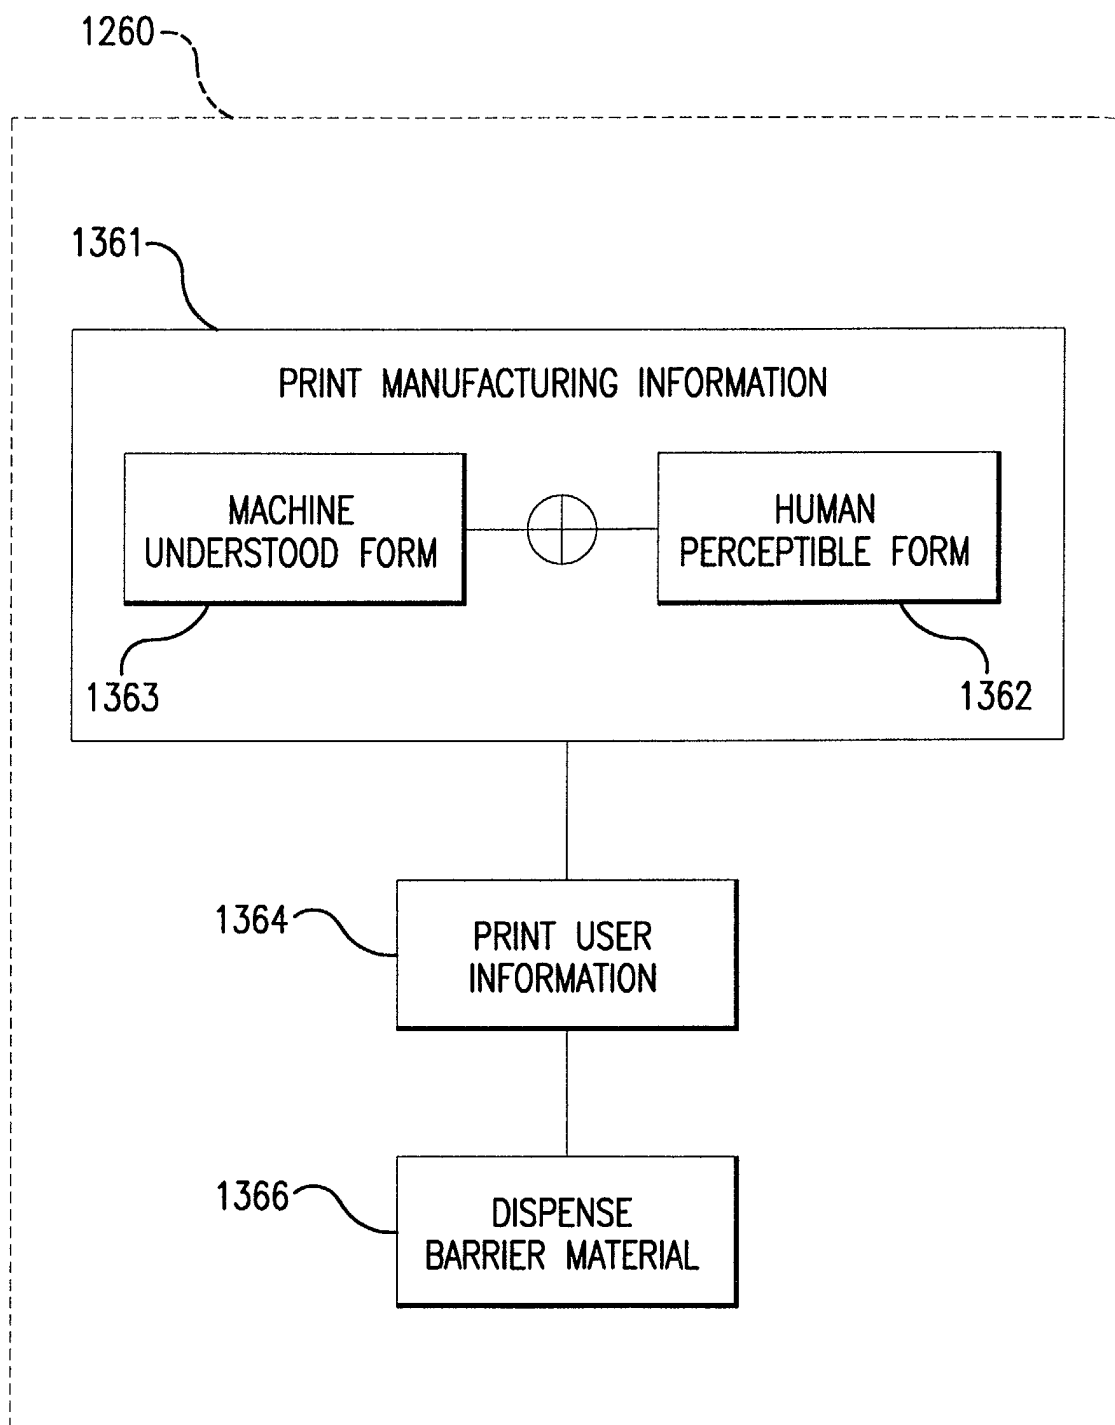 1260
1361
PRINT MANUFACTURING INFORMATION
MACHINE
UNDERSTOOD FORM
HUMAN
PERCEPTIBLE FORM
1363
1362
1364
PRINT USER
INFORMATION
1366
DISPENSE
BARRIER MATERIAL